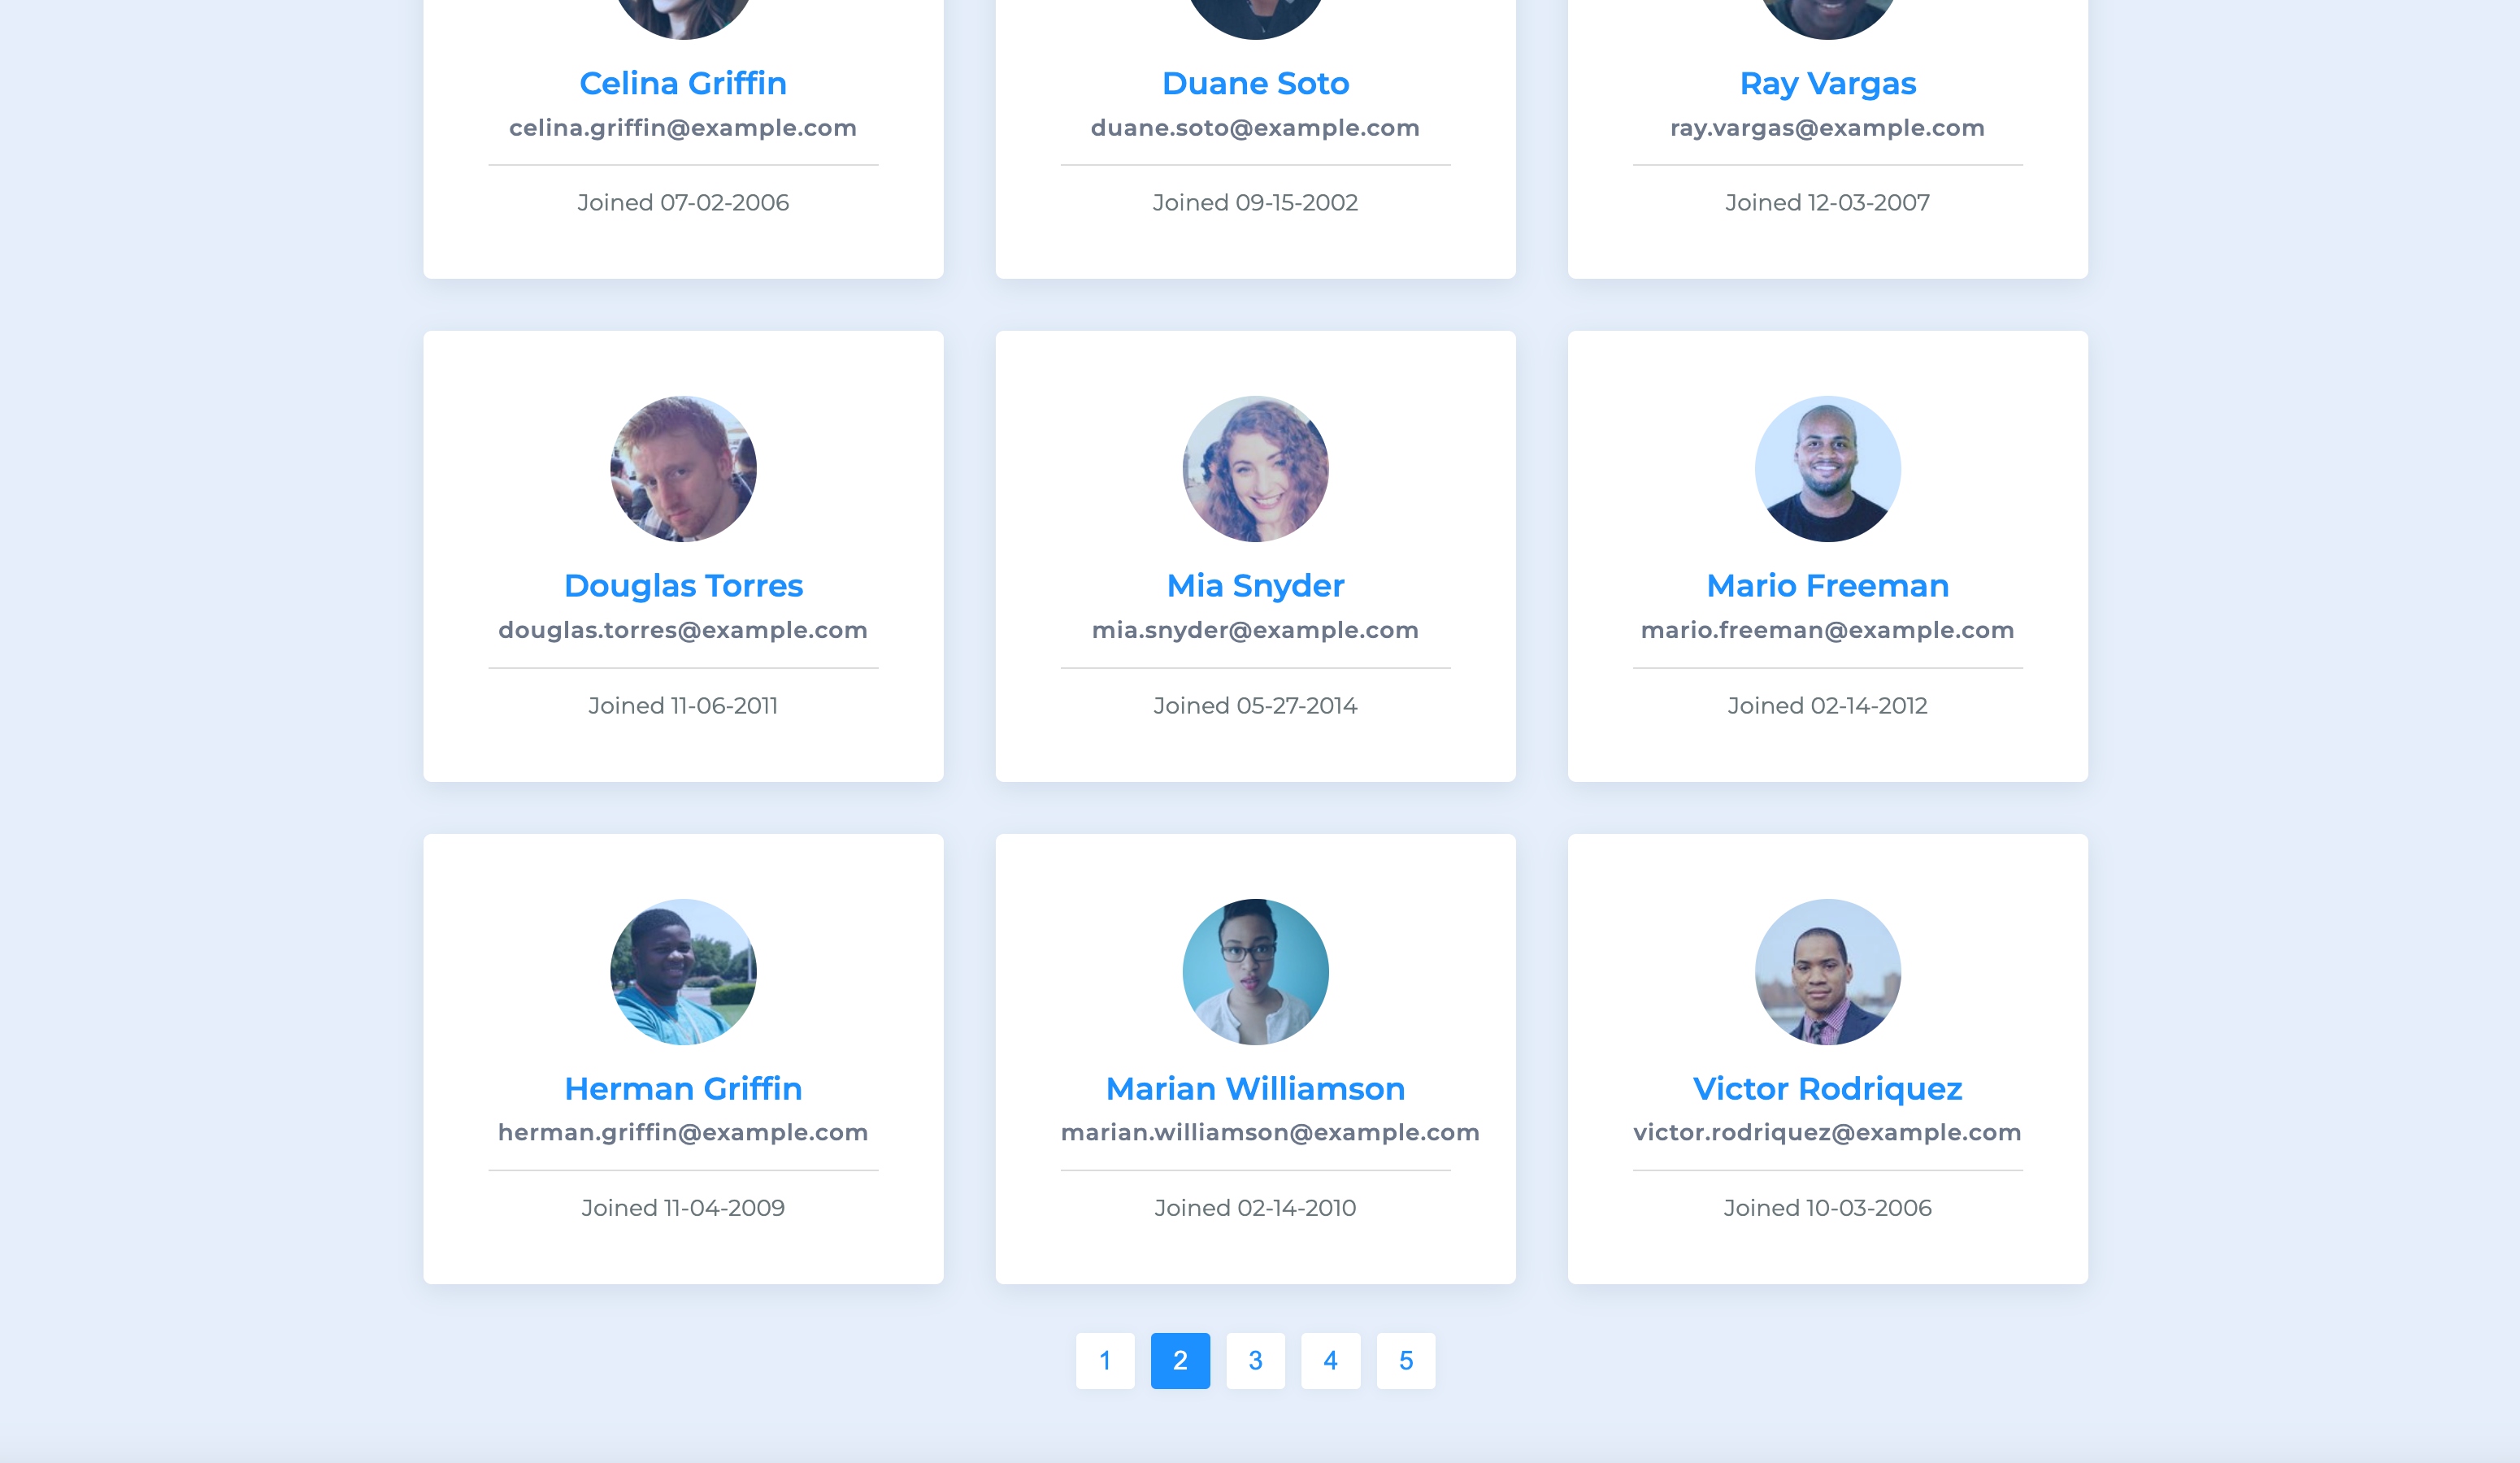 Celina Griffin
celina.griffin@example.com
Joined 07-02-2006
Duane Soto
duane.soto@example.com
Joined 09-15-2002
Ray Vargas
ray.vargas@example.com
Joined 12-03-2007
Douglas Torres
douglas.torres@example.com
Joined 11-06-2011
Mia Snyder
mia.snyder@example.com
Joined 05-27-2014
Mario Freeman
mario.freeman@example.com
Joined 02-14-2012
Herman Griffin
herman.griffin@example.com
Joined 11-04-2009
Marian Williamson
marian.williamson@example.com
Joined 02-14-2010
Victor Rodriquez
victor.rodriquez@example.com
Joined 10-03-2006
1 2 3 4 5